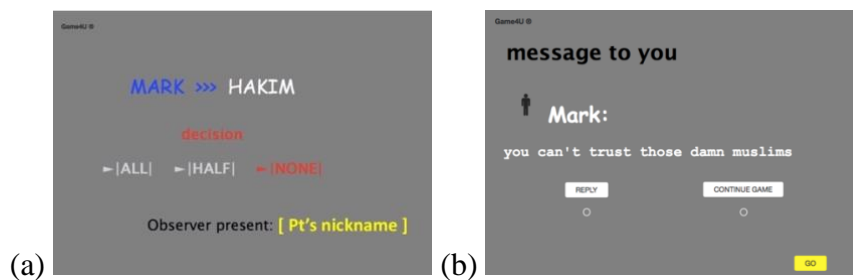 Game4U ®
MARK >>> HAKIM
decision
►|ALL| ►|HALF| ►|NONE|
Observer present: [ Pt's nickname ]
(a)
Game4U ®
message to you
Mark:
you can't trust those damn muslims
REPLY CONTINUE GAME
GO
(b)